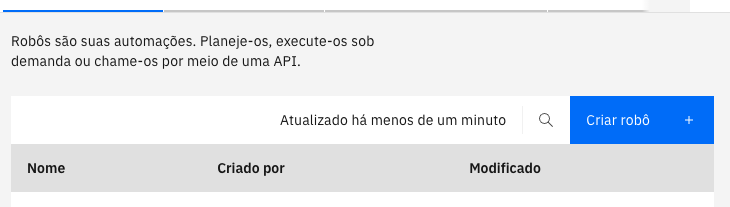 Robôs são suas automações. Planeje-os, execute-os sob
demanda ou chame-os por meio de uma API.
Atualizado há menos de um minuto
Criar robô +
Nome Criado por Modificado